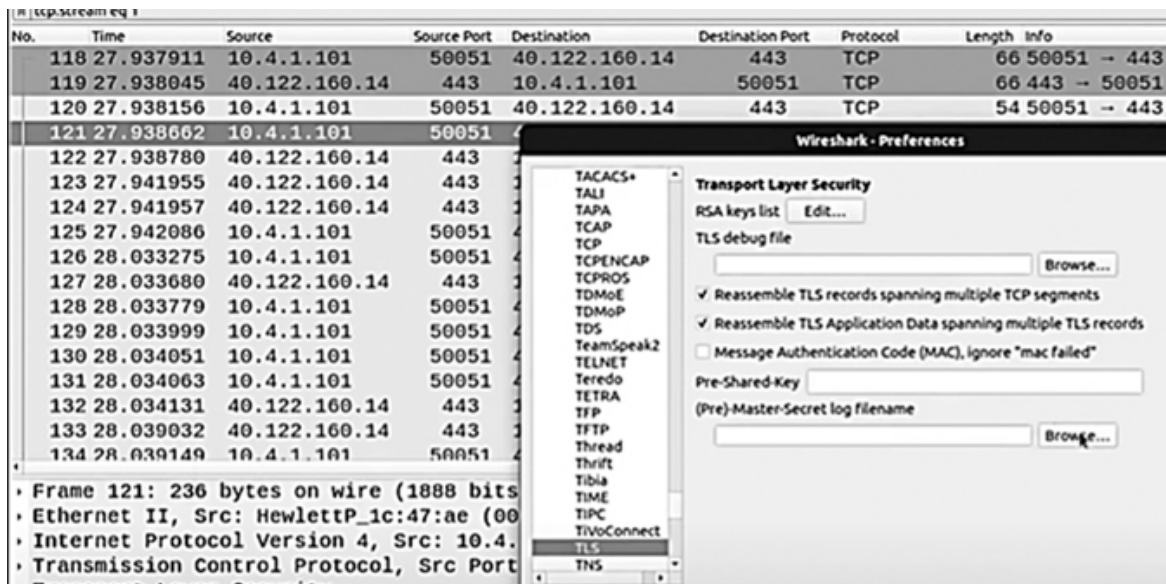 tcp.stream eq 1
No. Time Source Source Port Destination Destination Port Protocol Length Info
118 27.937911 10.4.1.101 50051 40.122.160.14 443 TCP 66 50051 → 443
119 27.938045 40.122.160.14 443 10.4.1.101 50051 TCP 66 443 → 50051
120 27.938156 10.4.1.101 50051 40.122.160.14 443 TCP 54 50051 → 443
121 27.938662 10.4.1.101 50051 4
122 27.938780 40.122.160.14 443 1
123 27.941955 40.122.160.14 443 1
124 27.941957 40.122.160.14 443 1
125 27.942086 10.4.1.101 50051 4
126 28.033275 10.4.1.101 50051 4
127 28.033680 40.122.160.14 443 1
128 28.033779 10.4.1.101 50051 4
129 28.033999 10.4.1.101 50051 4
130 28.034051 10.4.1.101 50051 4
131 28.034063 10.4.1.101 50051 4
132 28.034131 40.122.160.14 443 1
133 28.039032 40.122.160.14 443 1
134 28.039149 10.4.1.101 50051 4
Frame 121: 236 bytes on wire (1888 bits
Ethernet II, Src: HewlettP_1c:47:ae (00
Internet Protocol Version 4, Src: 10.4.
Transmission Control Protocol, Src Port
Wireshark · Preferences
TACACS+
TALI
TAPA
TCAP
TCP
TCPENCAP
TCPROS
TDMoE
TDMoP
TDS
TeamSpeak2
TELNET
Teredo
TETRA
TFP
TFTP
Thread
Thrift
Tibia
TIME
TIPC
TiVoConnect
TLS
TNS
Transport Layer Security
RSA keys list Edit...
TLS debug file
Browse...
Reassemble TLS records spanning multiple TCP segments
Reassemble TLS Application Data spanning multiple TLS records
Message Authentication Code (MAC), ignore "mac failed"
Pre-Shared-Key
(Pre)-Master-Secret log filename
Browse...